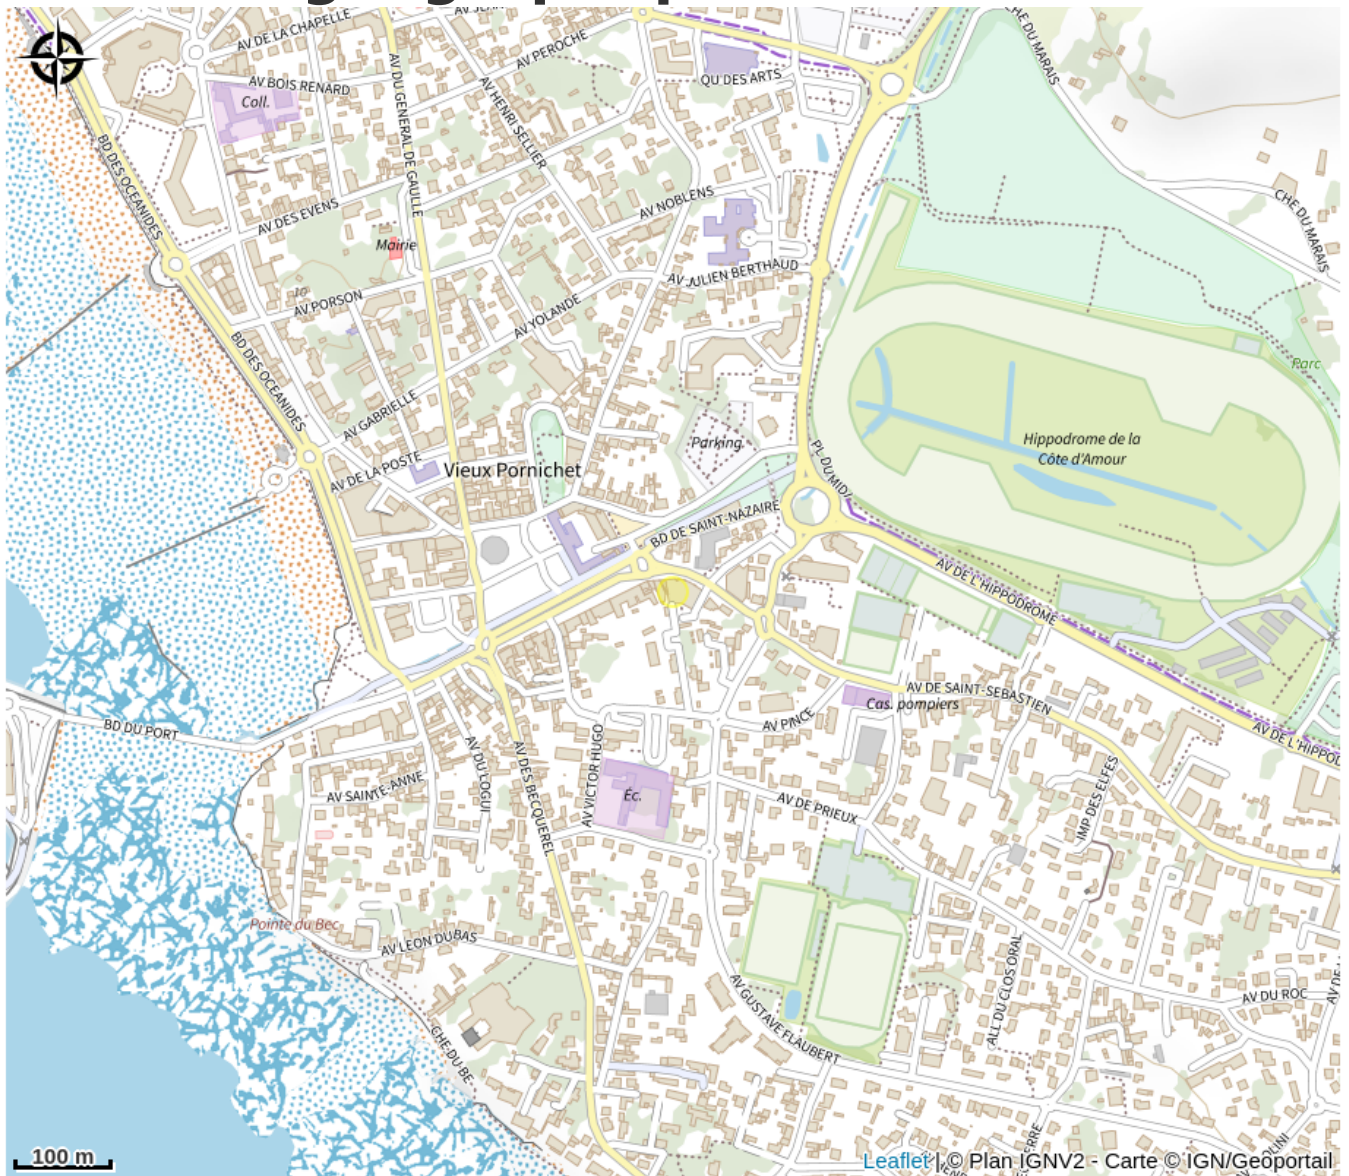 AV DE LA CHAPELLE
AV PEROCHE
CHE DU MARAIS
AV BOIS RENARD
QU DES ARTS
Coll.
AV DU GENERAL DE GAULLE
AV HENRI SELLIER
BD DES OCEANIDES
AV DES EVENS
AV NOBLENS
CHE DU MARAIS
Mairie
AV JULIEN BERTHAUD
AV PORSON
AV YOLANDE
BD DES OCEANIDES
Parc
AV GABRIELLE
Parking
Hippodrome de la
Côte d'Amour
AV DE LA POSTE
Vieux Pornichet
PL DU MIDI
BD DE SAINT-NAZAIRE
AV DE L'HIPPODROME
AV DE SAINT-SEBASTIEN
Cas. pompiers
BD DU PORT
AV PINCE
AV DE L'HIPPOD
AV DU LOGUI
AV DES BECQUEREL
AV VICTOR HUGO
AV SAINTE-ANNE
Éc.
AV DE PRIEUX
IMP DES ELFES
Pointe du Bec
AV LEON DUBAS
AV GUSTAVE FLAUBERT
ALL DU CLOS ORAL
AV DU ROC
CHE DU BE
100 m
Leaflet | © Plan IGNV2 - Carte © IGN/Geoportail